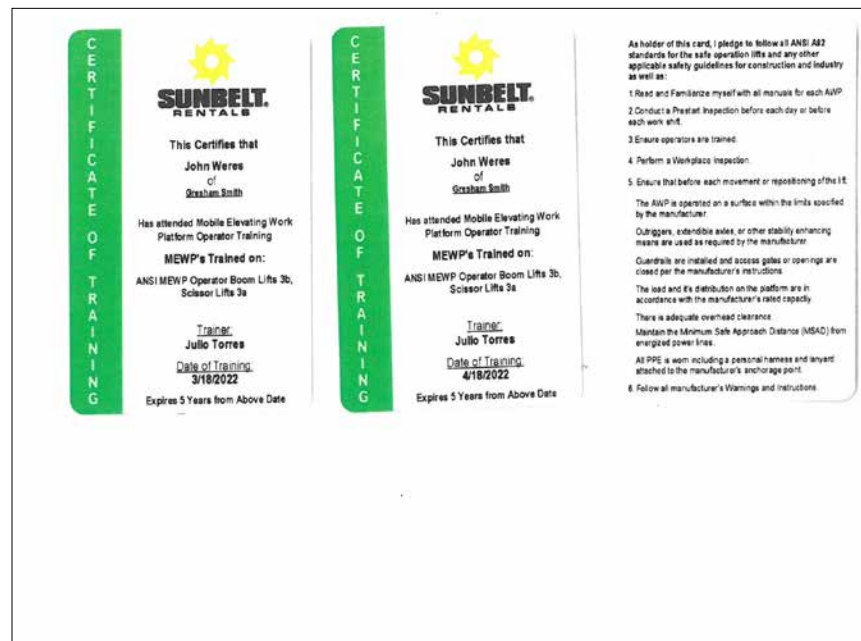 CERTIFICATE OF TRAINING
SUNBELT.
RENTALS
This Certifies that
John Weres
of
Gresham Smith
Has attended Mobile Elevating Work
Platform Operator Training
MEWP's Trained on:
ANSI MEWP Operator Boom Lifts 3b,
Scissor Lifts 3a
Trainer:
Julio Torres
Date of Training:
3/18/2022
Expires 5 Years from Above Date
CERTIFICATE OF TRAINING
SUNBELT.
RENTALS
This Certifies that
John Weres
of
Gresham Smith
Has attended Mobile Elevating Work
Platform Operator Training
MEWP's Trained on:
ANSI MEWP Operator Boom Lifts 3b,
Scissor Lifts 3a
Trainer:
Julio Torres
Date of Training:
4/18/2022
Expires 5 Years from Above Date
As holder of this card, I pledge to follow all ANSI A92
standards for the safe operation lifts and any other
applicable safety guidelines for construction and industry
as well as:
1. Read and Familiarize myself with all manuals for each AWP
2. Conduct a Prestart Inspection before each day or before
each work shift.
3. Ensure operators are trained.
4. Perform a Workplace inspection.
5. Ensure that before each movement or repositioning of the lift:
The AWP is operated on a surface within the limits specified
by the manufacturer.
Outriggers, extendible axles, or other stability enhancing
means are used as required by the manufacturer.
Guardrails are installed and access gates or openings are
closed per the manufacturer's instructions.
The load and it's distribution on the platform are in
accordance with the manufacturer's rated capacity.
There is adequate overhead clearance.
Maintain the Minimum Safe Approach Distance (MSAD) from
energized power lines.
All PPE is worn including a personal harness and lanyard
attached to the manufacturer's anchorage point.
6. Follow all manufacturer's Warnings and Instructions.